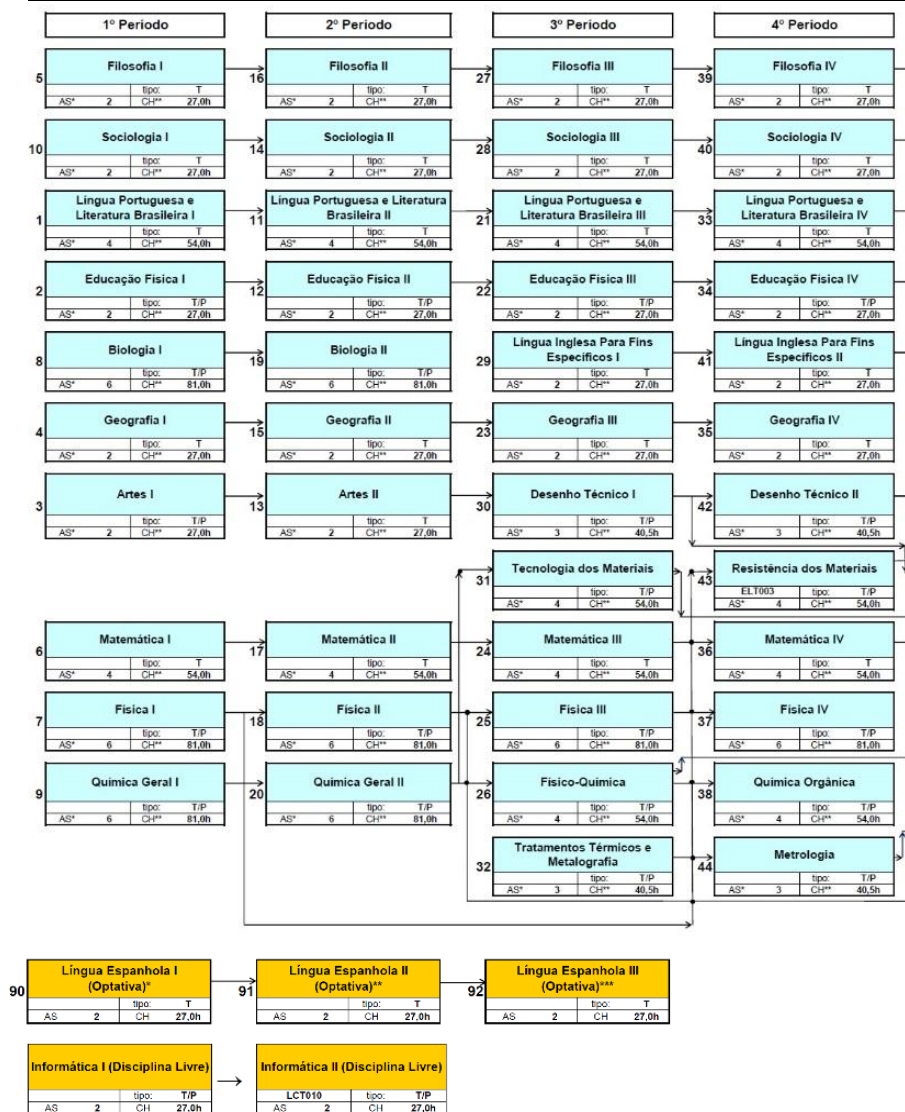 1º Período 2º Período 3º Período 4º Período
Filosofia I Filosofia II Filosofia III Filosofia IV
5 16 27 39
tipo: T tipo: T tipo: T tipo: T
AS* 2 CH** 27,0h AS* 2 CH** 27,0h AS* 2 CH** 27,0h AS* 2 CH** 27,0h
Sociologia I Sociologia II Sociologia III Sociologia IV
10 14 28 40
tipo: T tipo: T tipo: T tipo: T
AS* 2 CH** 27,0h AS* 2 CH** 27,0h AS* 2 CH** 27,0h AS* 2 CH** 27,0h
Língua Portuguesa e Língua Portuguesa e Literatura Língua Portuguesa e Língua Portuguesa e
Literatura Brasileira I Brasileira II Literatura Brasileira III Literatura Brasileira IV
1 11 21 33
tipo: T tipo: T tipo: T tipo: T
AS* 4 CH** 54,0h AS* 4 CH** 54,0h AS* 4 CH** 54,0h AS* 4 CH** 54,0h
Educação Física I Educação Física II Educação Física III Educação Física IV
2 12 22 34
tipo: T/P tipo: T/P tipo: T/P tipo: T/P
AS* 2 CH** 27,0h AS* 2 CH** 27,0h AS* 2 CH** 27,0h AS* 2 CH** 27,0h
Biologia I Biologia II Língua Inglesa Para Fins Língua Inglesa Para Fins
Específicos I Específicos II
8 19 29 41
tipo: T/P tipo: T/P tipo: T tipo: T
AS* 6 CH** 81,0h AS* 6 CH** 81,0h AS* 2 CH** 27,0h AS* 2 CH** 27,0h
Geografia I Geografia II Geografia III Geografia IV
4 15 23 35
tipo: T tipo: T tipo: T tipo: T
AS* 2 CH** 27,0h AS* 2 CH** 27,0h AS* 2 CH** 27,0h AS* 2 CH** 27,0h
Artes I Artes II Desenho Técnico I Desenho Técnico II
3 13 30 42
tipo: T/P tipo: T tipo: T/P tipo: T/P
AS* 2 CH** 27,0h AS* 2 CH** 27,0h AS* 3 CH** 40,5h AS* 3 CH** 40,5h
Tecnologia dos Materiais Resistência dos Materiais
31 43
tipo: T/P ELT003 tipo: T/P
AS* 4 CH** 54,0h AS* 4 CH** 54,0h
Matemática I Matemática II Matemática III Matemática IV
6 17 24 36
tipo: T tipo: T tipo: T tipo: T
AS* 4 CH** 54,0h AS* 4 CH** 54,0h AS* 4 CH** 54,0h AS* 4 CH** 54,0h
Física I Física II Física III Física IV
7 18 25 37
tipo: T/P tipo: T/P tipo: T/P tipo: T/P
AS* 6 CH** 81,0h AS* 6 CH** 81,0h AS* 6 CH** 81,0h AS* 6 CH** 81,0h
Química Geral I Química Geral II Físico-Química Química Orgânica
9 20 26 38
tipo: T/P tipo: T/P tipo: T/P tipo: T/P
AS* 6 CH** 81,0h AS* 6 CH** 81,0h AS* 4 CH** 54,0h AS* 4 CH** 54,0h
Tratamentos Térmicos e Metrologia
Metalografia
32 44
tipo: T/P tipo: T/P
AS* 3 CH** 40,5h AS* 3 CH** 40,5h
Língua Espanhola I Língua Espanhola II Língua Espanhola III
(Optativa)* (Optativa)** (Optativa)***
90 91 92
tipo: T tipo: T tipo: T
AS 2 CH 27,0h AS 2 CH 27,0h AS 2 CH 27,0h
Informática I (Disciplina Livre) Informática II (Disciplina Livre)
tipo: T/P LCT010 tipo: T/P
AS 2 CH 27,0h AS 2 CH 27,0h